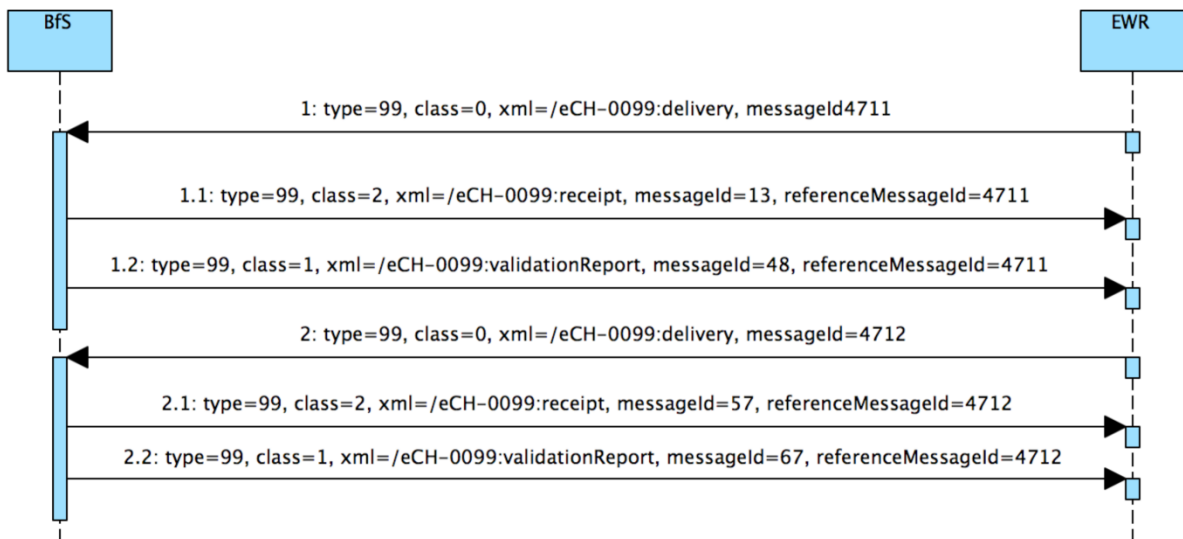 BfS
EWR
1: type=99, class=0, xml=/eCH-0099:delivery, messageId4711
1.1: type=99, class=2, xml=/eCH-0099:receipt, messageId=13, referenceMessageId=4711
1.2: type=99, class=1, xml=/eCH-0099:validationReport, messageId=48, referenceMessageId=4711
2: type=99, class=0, xml=/eCH-0099:delivery, messageId=4712
2.1: type=99, class=2, xml=/eCH-0099:receipt, messageId=57, referenceMessageId=4712
2.2: type=99, class=1, xml=/eCH-0099:validationReport, messageId=67, referenceMessageId=4712